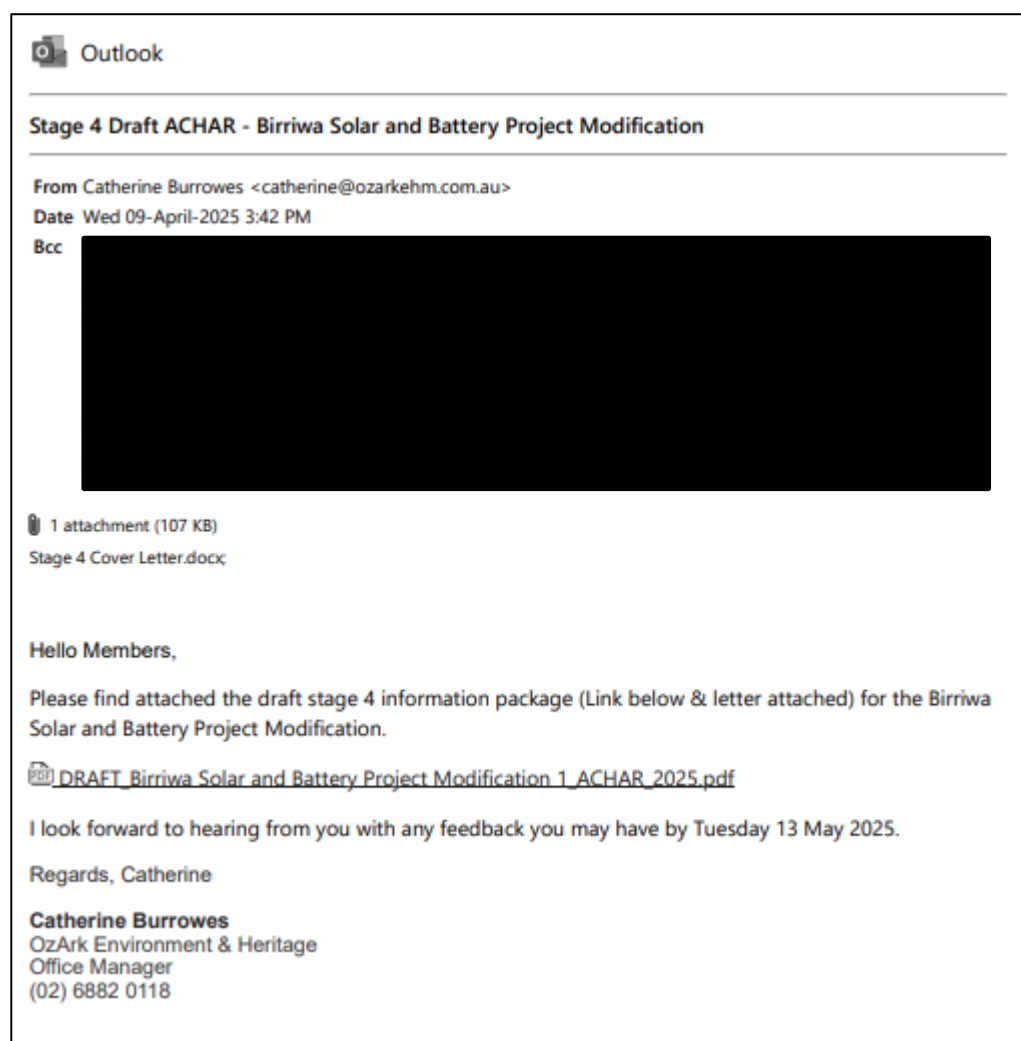 Outlook
Stage 4 Draft ACHAR - Birriwa Solar and Battery Project Modification
From Catherine Burrowes <catherine@ozarkehm.com.au>
Date Wed 09-April-2025 3:42 PM
Bcc
1 attachment (107 KB)
Stage 4 Cover Letter.docx;
Hello Members,
Please find attached the draft stage 4 information package (Link below & letter attached) for the Birriwa
Solar and Battery Project Modification.
PDF DRAFT_Birriwa Solar and Battery Project Modification 1_ACHAR_2025.pdf
I look forward to hearing from you with any feedback you may have by Tuesday 13 May 2025.
Regards, Catherine
Catherine Burrowes
OzArk Environment & Heritage
Office Manager
(02) 6882 0118